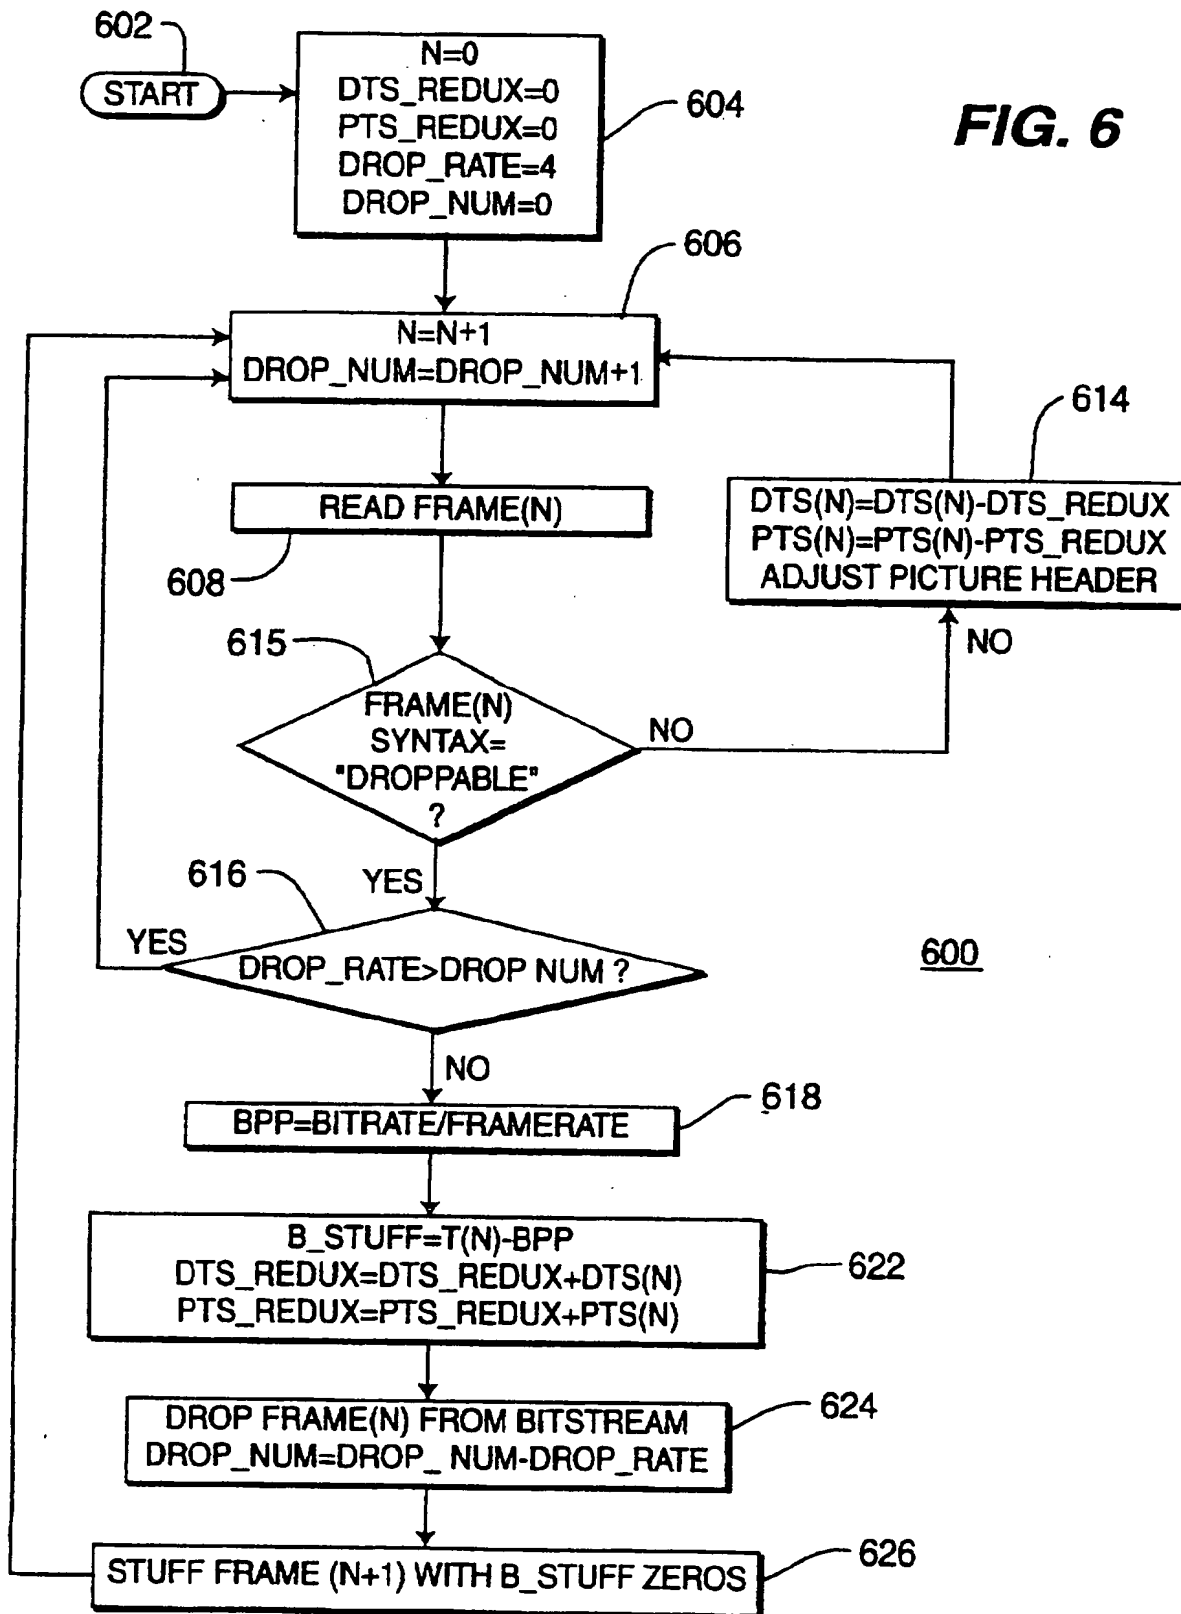 602
START
N=0
DTS_REDUX=0
PTS_REDUX=0
DROP_RATE=4
DROP_NUM=0
604
FIG. 6
606
N=N+1
DROP_NUM=DROP_NUM+1
614
DTS(N)=DTS(N)-DTS_REDUX
PTS(N)=PTS(N)-PTS_REDUX
ADJUST PICTURE HEADER
READ FRAME(N)
608
NO
615
FRAME(N)
SYNTAX=
"DROPPABLE"
?
NO
YES
616
YES
DROP_RATE>DROP NUM ?
600
NO
BPP=BITRATE/FRAMERATE
618
B_STUFF=T(N)-BPP
DTS_REDUX=DTS_REDUX+DTS(N)
PTS_REDUX=PTS_REDUX+PTS(N)
622
DROP FRAME(N) FROM BITSTREAM
DROP_NUM=DROP_ NUM-DROP_RATE
624
STUFF FRAME (N+1) WITH B_STUFF ZEROS
626